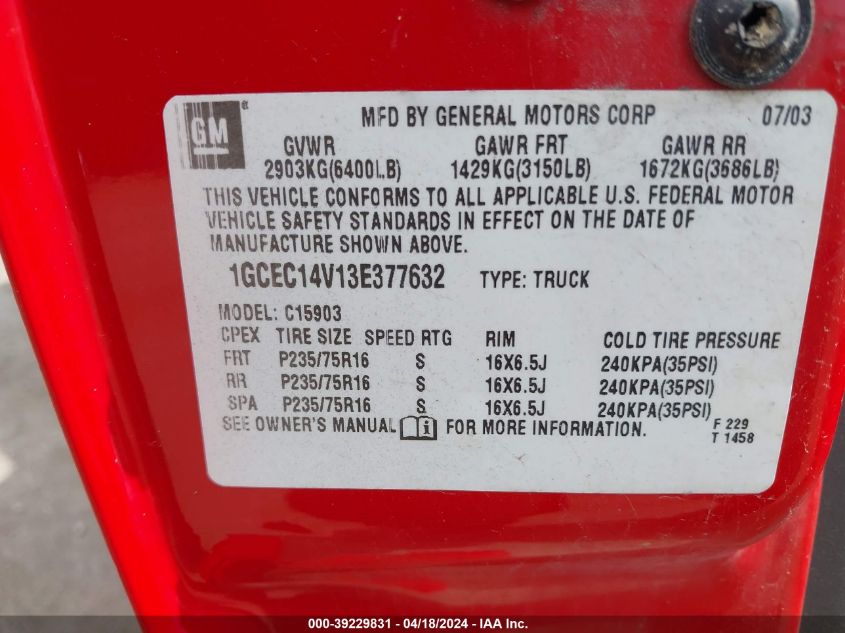 GM ® MFD BY GENERAL MOTORS CORP 07/03
GVWR GAWR FRT GAWR RR
2903KG(6400LB) 1429KG(3150LB) 1672KG(3686LB)
THIS VEHICLE CONFORMS TO ALL APPLICABLE U.S. FEDERAL MOTOR
VEHICLE SAFETY STANDARDS IN EFFECT ON THE DATE OF
MANUFACTURE SHOWN ABOVE.
1GCEC14V13E377632 TYPE: TRUCK
MODEL: C15903
CPEX TIRE SIZE SPEED RTG RIM COLD TIRE PRESSURE
FRT P235/75R16 S 16X6.5J 240KPA(35PSI)
RR P235/75R16 S 16X6.5J 240KPA(35PSI)
SPA P235/75R16 S 16X6.5J 240KPA(35PSI)
SEE OWNER'S MANUAL i FOR MORE INFORMATION.
F 229
T 1458
000-39229831 - 04/18/2024 - IAA Inc.